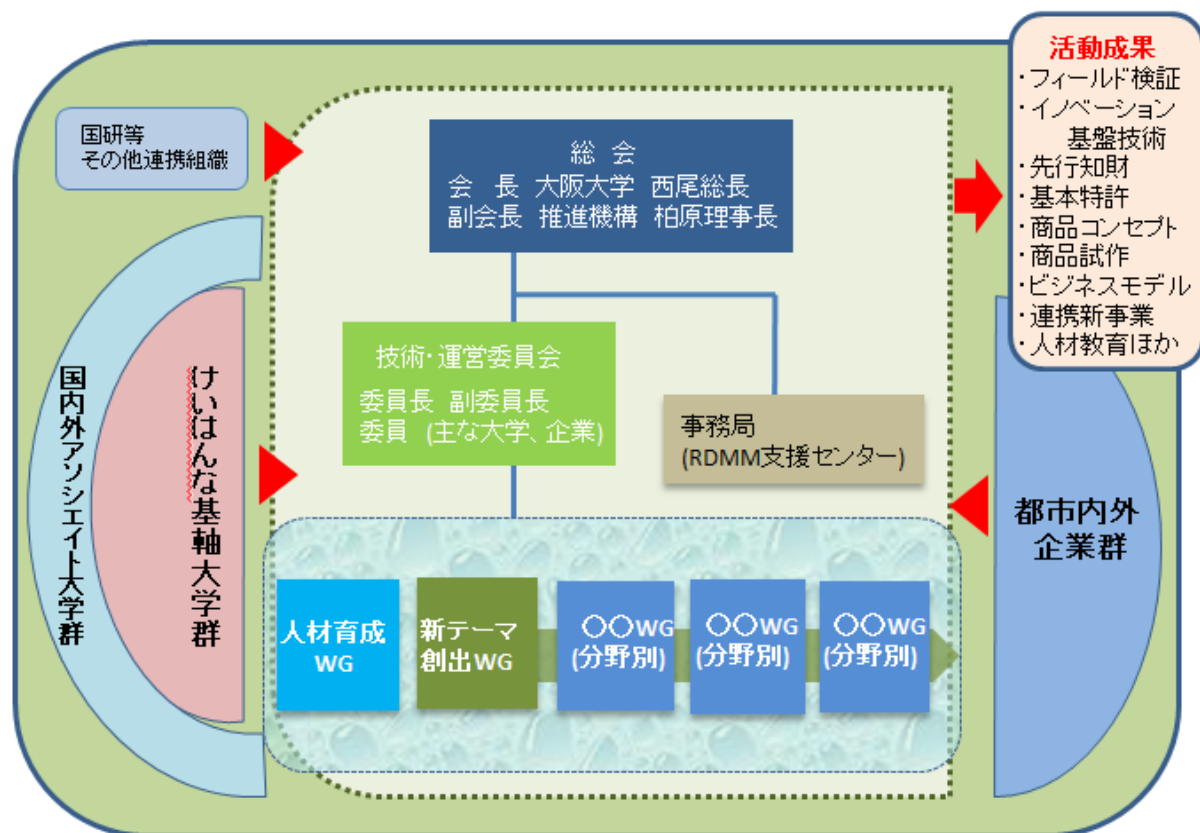 国研等
その他連携組織
国内外アソシエイト大学群
けいはんな基軸大学群
総 会
会 長 大阪大学 西尾総長
副会長 推進機構 柏原理事長
技術・運営委員会
委員長 副委員長
委員 (主な大学、企業)
事務局
(RDMM支援センター)
人材育成
WG
新テーマ
創出WG
〇〇WG
(分野別)
〇〇WG
(分野別)
〇〇WG
(分野別)
活動成果
・フィールド検証
・イノベーション
基盤技術
・先行知財
・基本特許
・商品コンセプト
・商品試作
・ビジネスモデル
・連携新事業
・人材教育ほか
都市内外
企業群